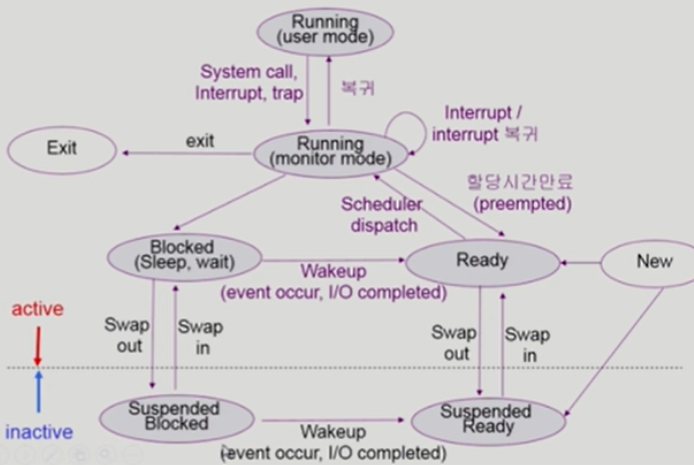 Running
(user mode)
System call,
Interrupt, trap
복귀
Interrupt /
interrupt 복귀
Exit
exit
Running
(monitor mode)
할당시간만료
(preempted)
Scheduler
dispatch
Blocked
(Sleep, wait)
Wakeup
(event occur, I/O completed)
Ready
New
active
Swap
out
Swap
in
Swap
out
Swap
in
inactive
Suspended
Blocked
Wakeup
(event occur, I/O completed)
Suspended
Ready